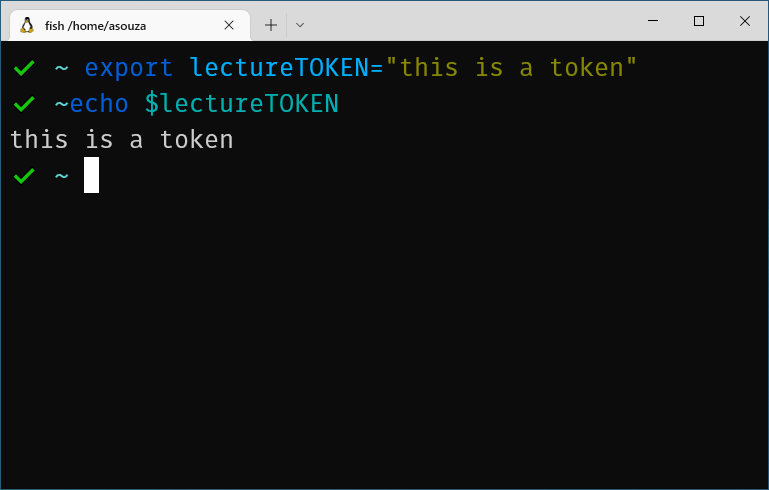 fish /home/asouza
~ export lectureTOKEN="this is a token"
~echo $lectureTOKEN
this is a token
~